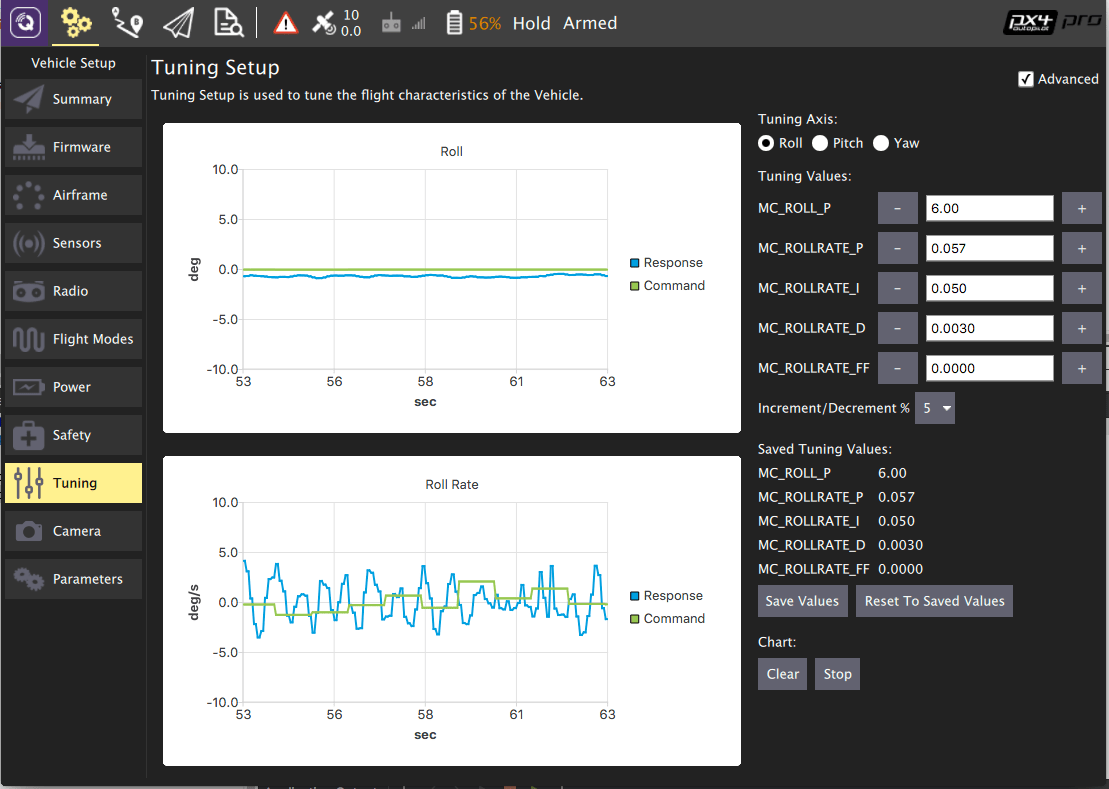 10
0.0
56% Hold Armed
px4 autopilot pro
Vehicle Setup
Summary
Firmware
Airframe
Sensors
Radio
Flight Modes
Power
Safety
Tuning
Camera
Parameters
Tuning Setup
Advanced
Tuning Setup is used to tune the flight characteristics of the Vehicle.
Roll
10.0
5.0
0.0
-5.0
-10.0
deg
53 56 58 61 63
sec
Response
Command
Roll Rate
10.0
5.0
0.0
-5.0
-10.0
deg/s
53 56 58 61 63
sec
Response
Command
Tuning Axis:
Roll Pitch Yaw
Tuning Values:
MC_ROLL_P - 6.00 +
MC_ROLLRATE_P - 0.057 +
MC_ROLLRATE_I - 0.050 +
MC_ROLLRATE_D - 0.0030 +
MC_ROLLRATE_FF - 0.0000 +
Increment/Decrement % 5
Saved Tuning Values:
MC_ROLL_P 6.00
MC_ROLLRATE_P 0.057
MC_ROLLRATE_I 0.050
MC_ROLLRATE_D 0.0030
MC_ROLLRATE_FF 0.0000
Save Values Reset To Saved Values
Chart:
Clear Stop